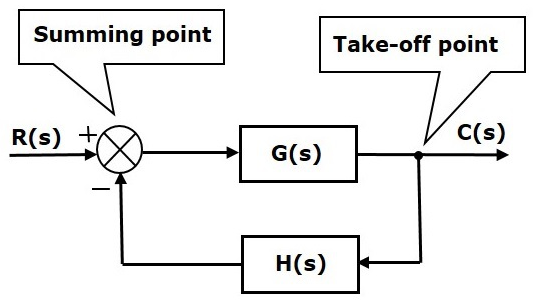 Summing point
Take-off point
R(s)
+
C(s)
G(s)
−
H(s)